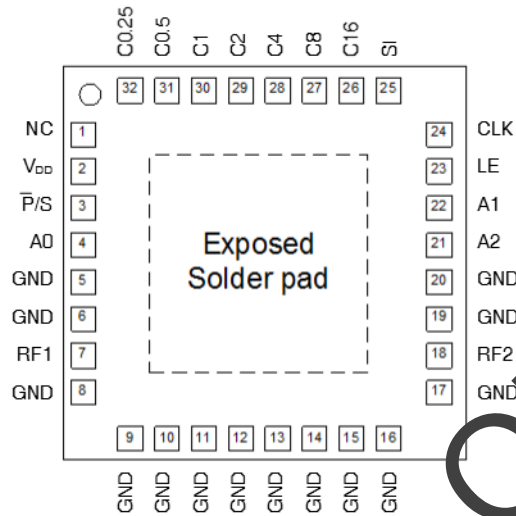 C0.25 C0.5 C1 C2 C4 C8 C16 SI
32 31 30 29 28 27 26 25
NC 1 24 CLK
VDD 2 23 LE
P̅/S 3 22 A1
A0 4 21 A2
Exposed
Solder pad
GND 5 20 GND
GND 6 19 GND
RF1 7 18 RF2
GND 8 17 GND
9 10 11 12 13 14 15 16
GND GND GND GND GND GND GND GND